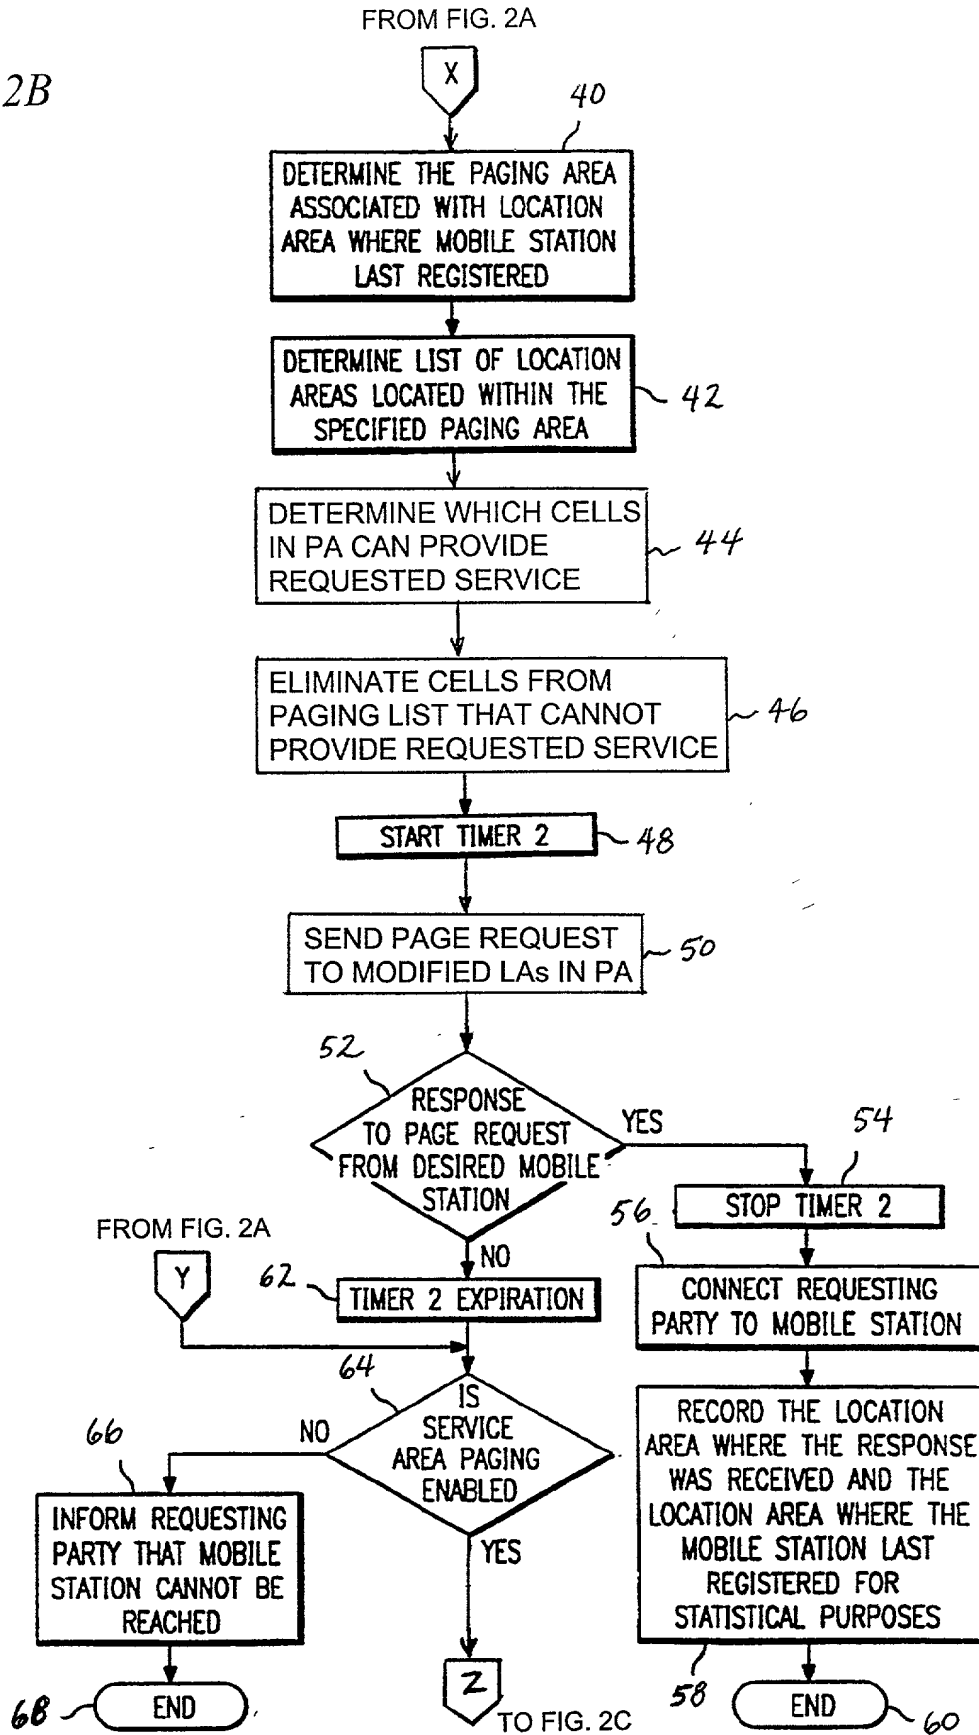 FROM FIG. 2A
2B
X
40
DETERMINE THE PAGING AREA
ASSOCIATED WITH LOCATION
AREA WHERE MOBILE STATION
LAST REGISTERED
DETERMINE LIST OF LOCATION
AREAS LOCATED WITHIN THE
SPECIFIED PAGING AREA
42
DETERMINE WHICH CELLS
IN PA CAN PROVIDE
REQUESTED SERVICE
44
ELIMINATE CELLS FROM
PAGING LIST THAT CANNOT
PROVIDE REQUESTED SERVICE
46
START TIMER 2
48
SEND PAGE REQUEST
TO MODIFIED LAs IN PA
50
52
RESPONSE
TO PAGE REQUEST
FROM DESIRED MOBILE
STATION
YES
54
STOP TIMER 2
56
CONNECT REQUESTING
PARTY TO MOBILE STATION
RECORD THE LOCATION
AREA WHERE THE RESPONSE
WAS RECEIVED AND THE
LOCATION AREA WHERE THE
MOBILE STATION LAST
REGISTERED FOR
STATISTICAL PURPOSES
58
END
60
NO
FROM FIG. 2A
Y
62
TIMER 2 EXPIRATION
64
IS
SERVICE
AREA PAGING
ENABLED
NO
66
INFORM REQUESTING
PARTY THAT MOBILE
STATION CANNOT BE
REACHED
68
END
YES
Z
TO FIG. 2C